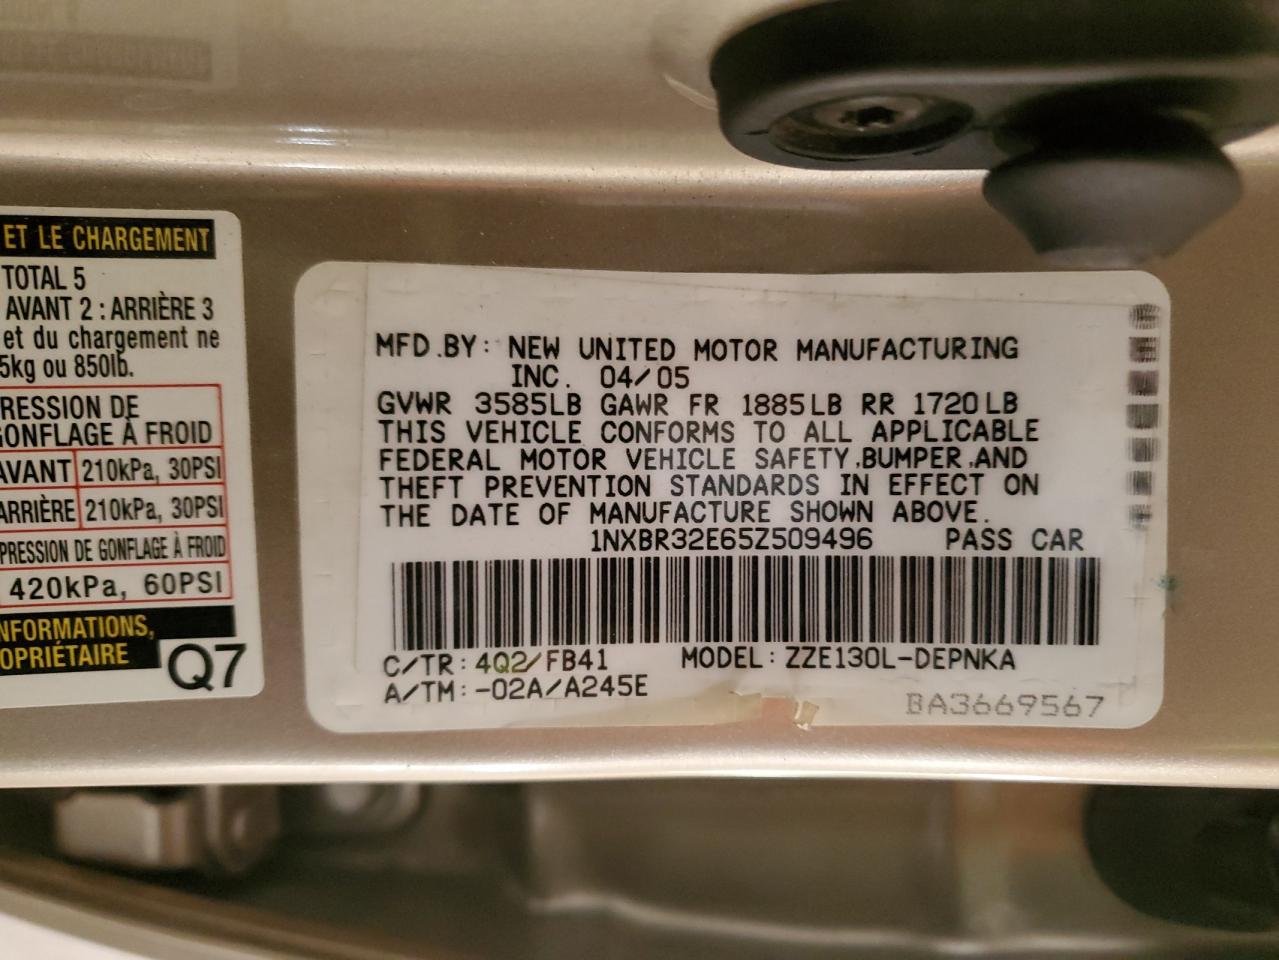 ET LE CHARGEMENT
TOTAL 5
AVANT 2 : ARRIÈRE 3
et du chargement ne
5kg ou 850lb.
RESSION DE
GONFLAGE À FROID
AVANT 210kPa, 30PSI
ARRIÈRE 210kPa, 30PSI
PRESSION DE GONFLAGE À FROID
420kPa, 60PSI
NFORMATIONS,
OPRIÉTAIRE
Q7
MFD.BY: NEW UNITED MOTOR MANUFACTURING
INC. 04/05
GVWR 3585LB GAWR FR 1885LB RR 1720LB
THIS VEHICLE CONFORMS TO ALL APPLICABLE
FEDERAL MOTOR VEHICLE SAFETY,BUMPER,AND
THEFT PREVENTION STANDARDS IN EFFECT ON
THE DATE OF MANUFACTURE SHOWN ABOVE.
1NXBR32E65Z509496 PASS CAR
C/TR: 4Q2/FB41 MODEL: ZZE130L-DEPNKA
A/TM: -02A/A245E
BA3669567